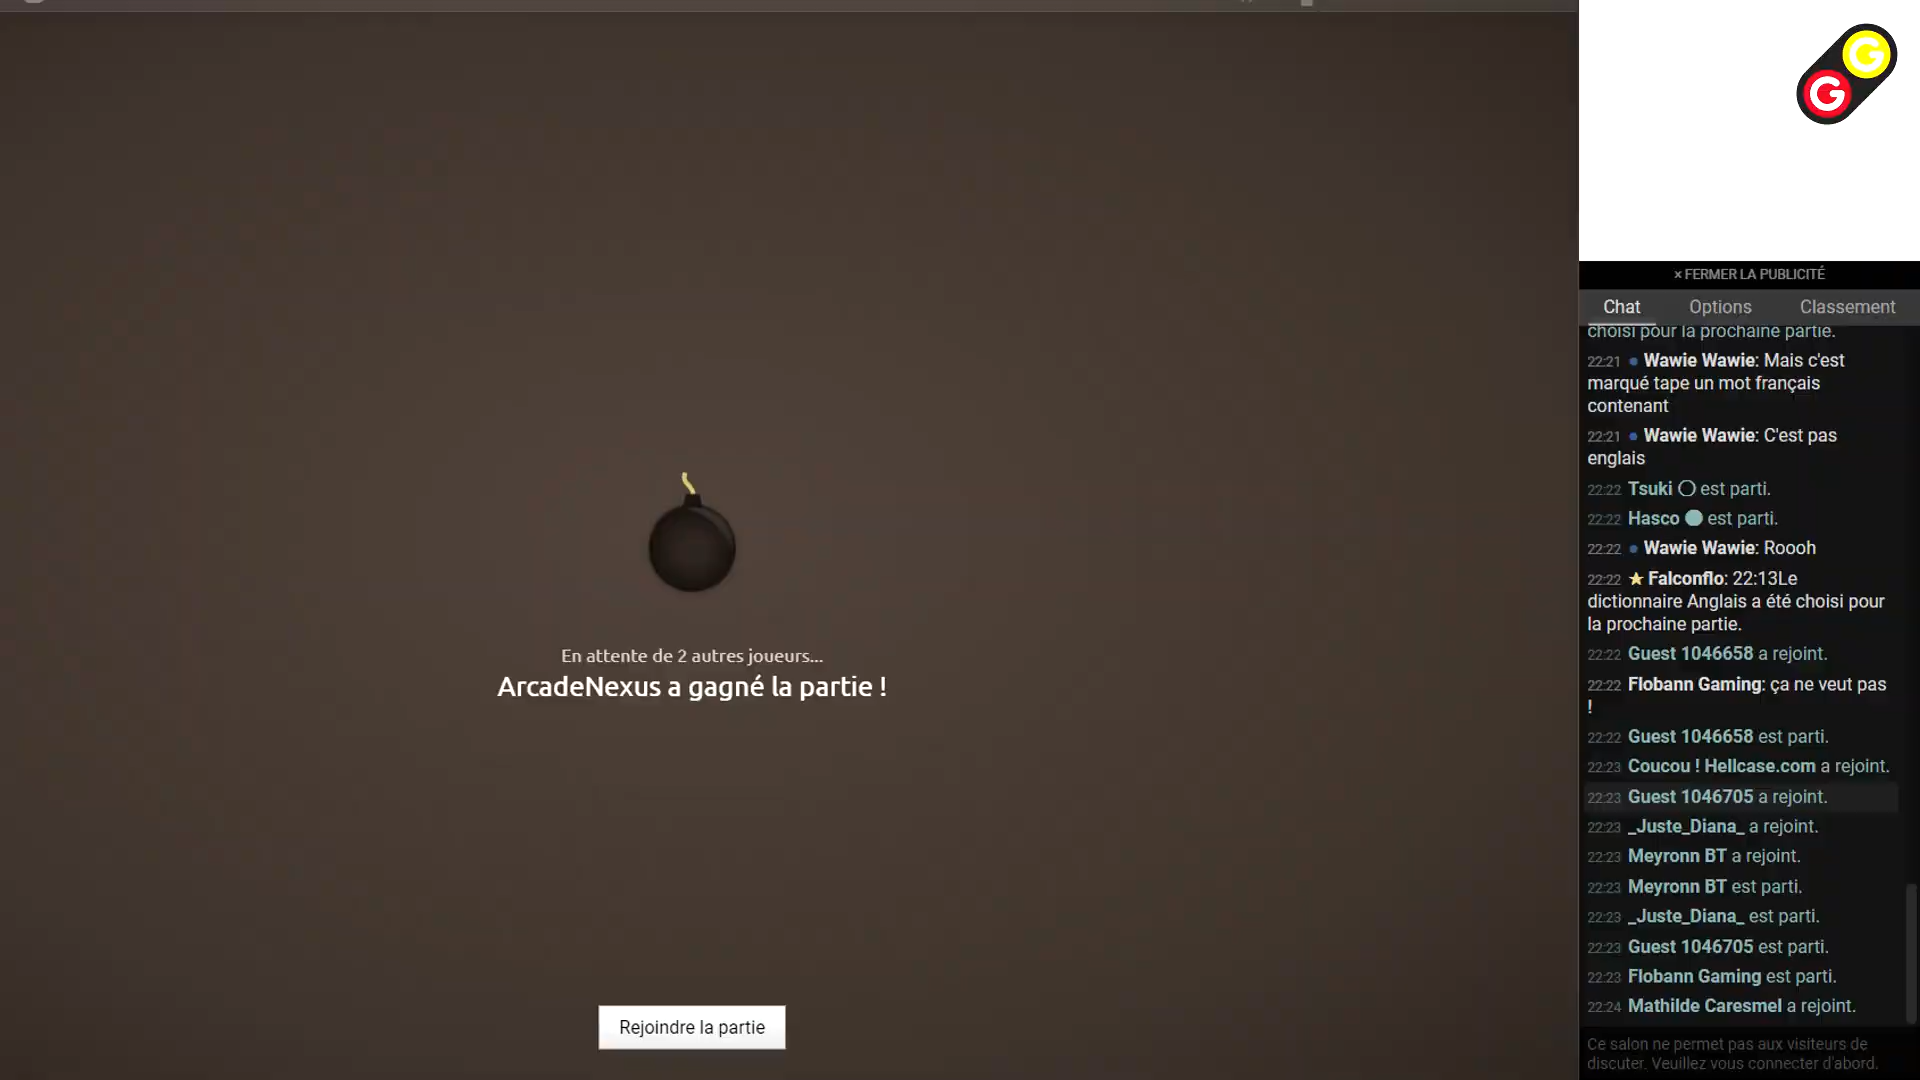 G
G
× FERMER LA PUBLICITÉ
Chat Options Classement
choisi pour la prochaine partie.
22:21 Wawie Wawie: Mais c'est
marqué tape un mot français
contenant
22:21 Wawie Wawie: C'est pas
englais
22:22 Tsuki est parti.
22:22 Hasco est parti.
22:22 Wawie Wawie: Roooh
22:22 Falconflo: 22:13Le
dictionnaire Anglais a été choisi pour
la prochaine partie.
22:22 Guest 1046658 a rejoint.
22:22 Flobann Gaming: ça ne veut pas
!
22:22 Guest 1046658 est parti.
22:23 Coucou ! Hellcase.com a rejoint.
22:23 Guest 1046705 a rejoint.
22:23 _Juste_Diana_ a rejoint.
22:23 Meyronn BT a rejoint.
22:23 Meyronn BT est parti.
22:23 _Juste_Diana_ est parti.
22:23 Guest 1046705 est parti.
22:23 Flobann Gaming est parti.
22:24 Mathilde Caresmel a rejoint.
Ce salon ne permet pas aux visiteurs de
discuter. Veuillez vous connecter d'abord.
En attente de 2 autres joueurs...
ArcadeNexus a gagné la partie !
Rejoindre la partie